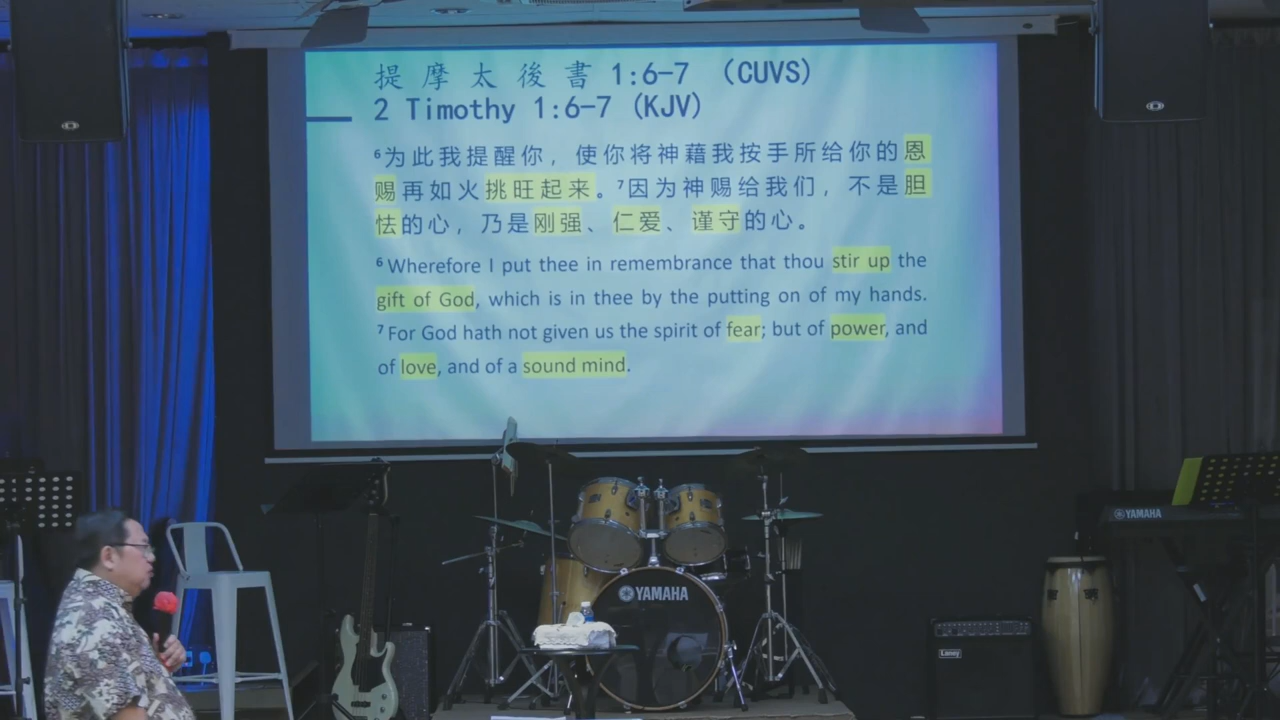 提摩太後書 1:6-7 （CUVS）
2 Timothy 1:6-7 (KJV)
⁶为此我提醒你，使你将神藉我按手所给你的恩
赐再如火挑旺起来。⁷因为神赐给我们，不是胆
怯的心，乃是刚强、仁爱、谨守的心。
⁶ Wherefore I put thee in remembrance that thou stir up the
gift of God, which is in thee by the putting on of my hands.
⁷ For God hath not given us the spirit of fear; but of power, and
of love, and of a sound mind.
YAMAHA
YAMAHA
Laney